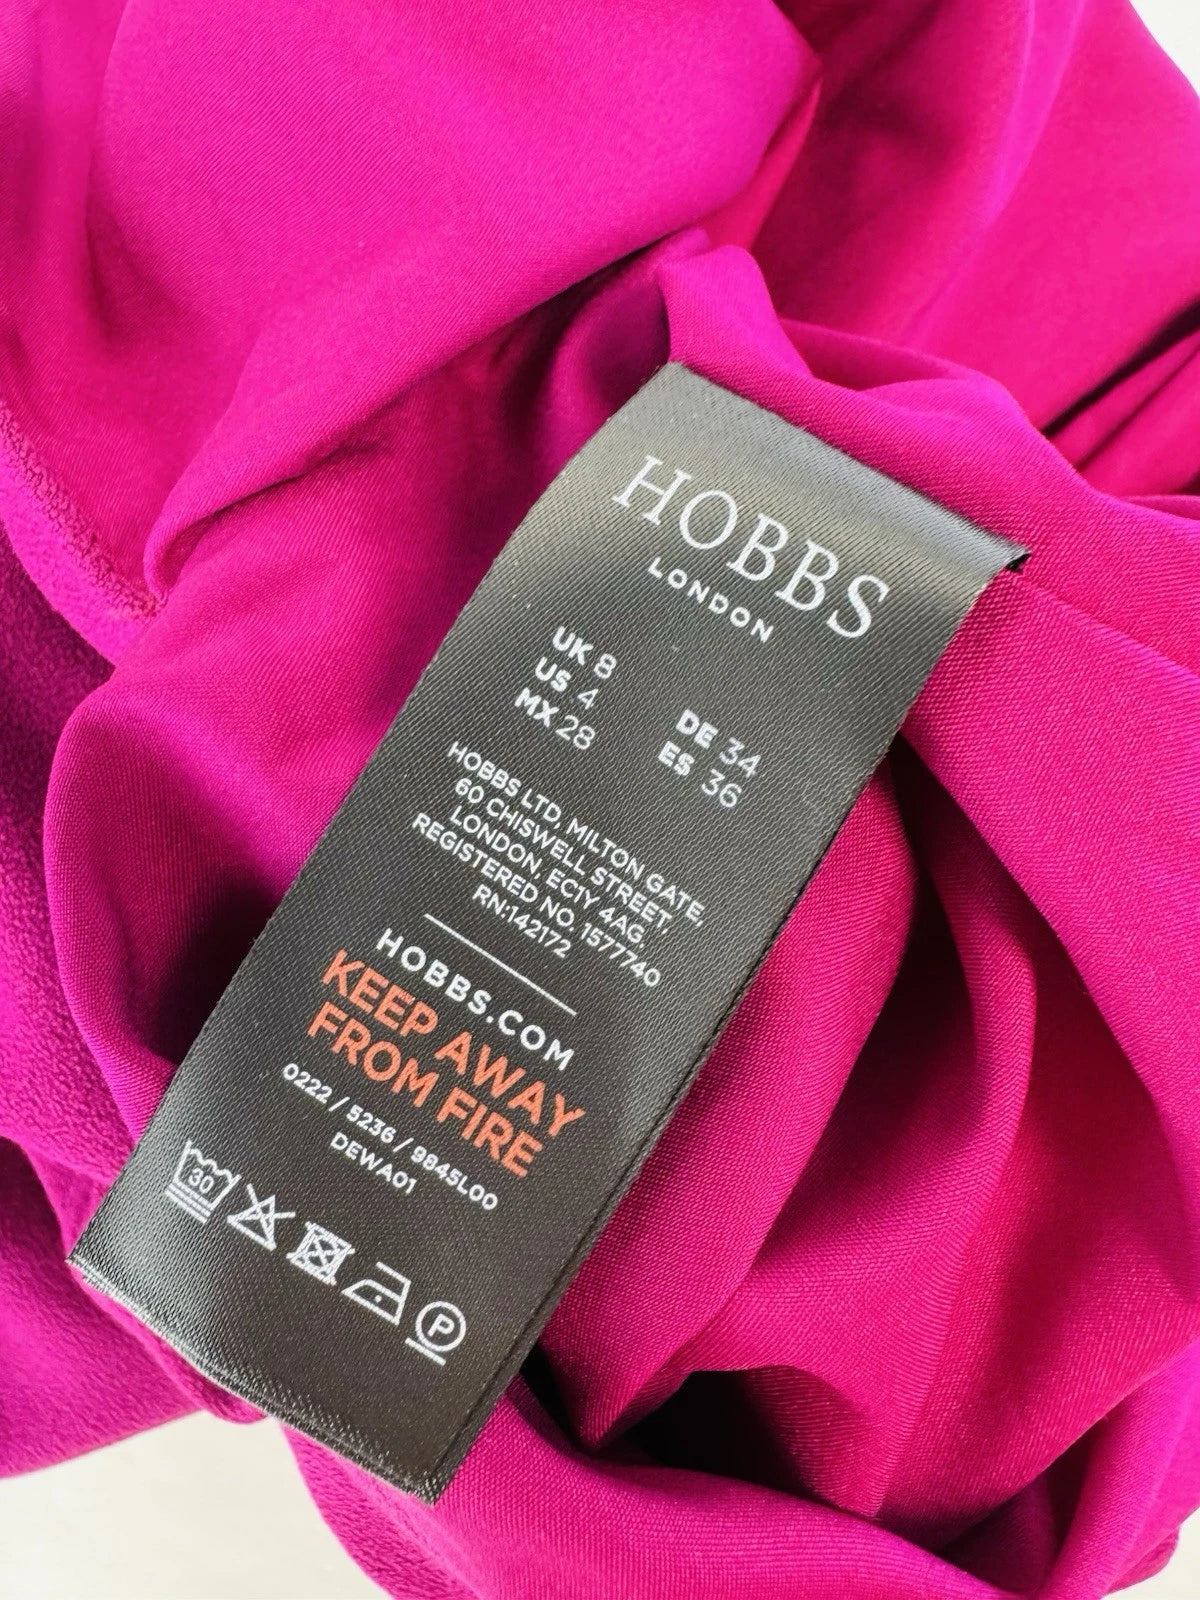 HOBBS
LONDON
UK 8
US 4
MX 28
DE 34
ES 36
HOBBS LTD, MILTON GATE,
60 CHISWELL STREET,
LONDON, EC1Y 4AG,
REGISTERED NO, 1577740
RN:142172
HOBBS.COM
KEEP AWAY
FROM FIRE
0222 / 5236 / 9845L00
DEWA01
30
P